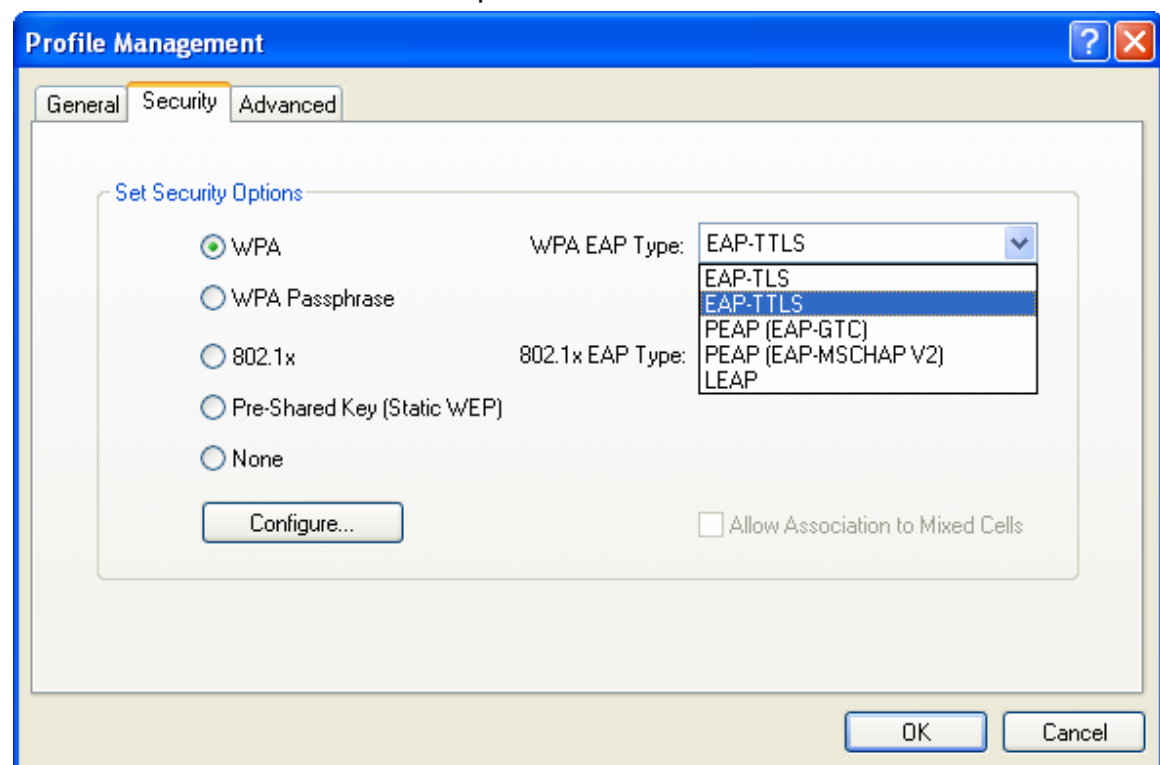 Profile Management
General Security Advanced
Set Security Options
WPA WPA EAP Type: EAP-TTLS
EAP-TLS
WPA Passphrase EAP-TTLS
PEAP (EAP-GTC)
802.1x 802.1x EAP Type: PEAP (EAP-MSCHAP V2)
LEAP
Pre-Shared Key (Static WEP)
None
Configure... Allow Association to Mixed Cells
OK Cancel